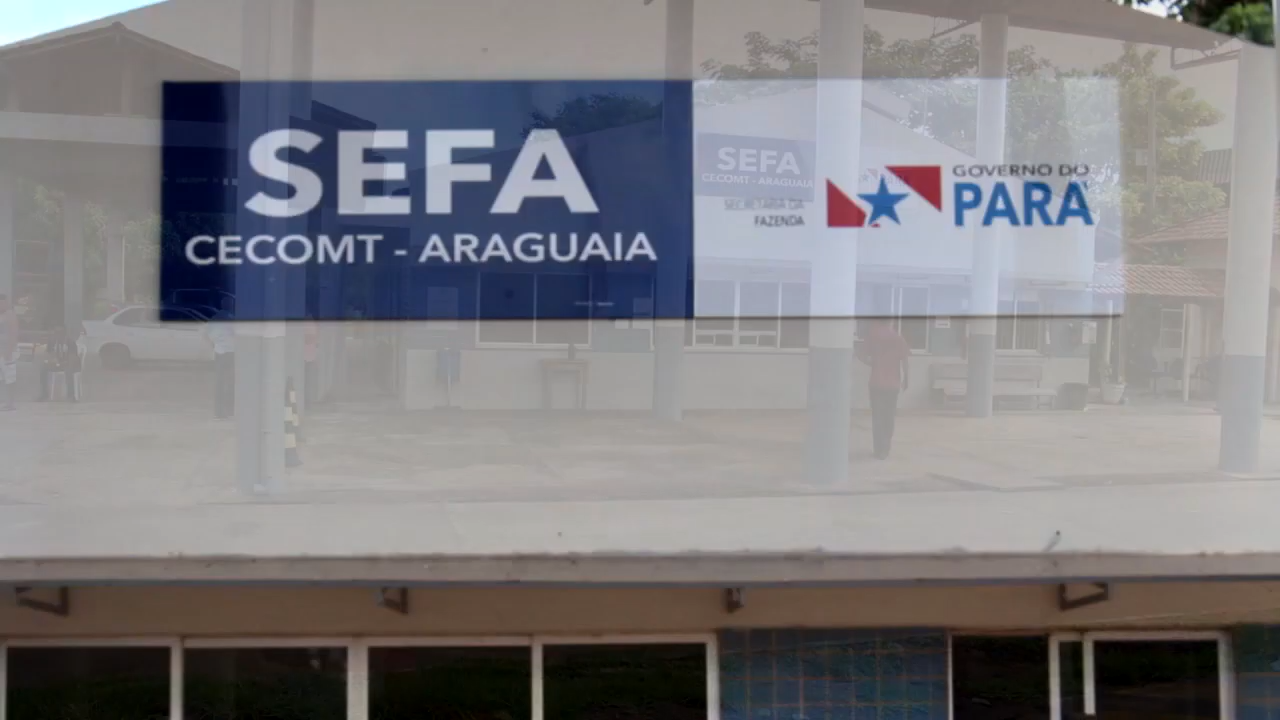 SEFA
CECOMT - ARAGUAIA
SECRETARIA DA
FAZENDA
GOVERNO DO
PARÁ
SEFA
CECOMT - ARAGUAIA